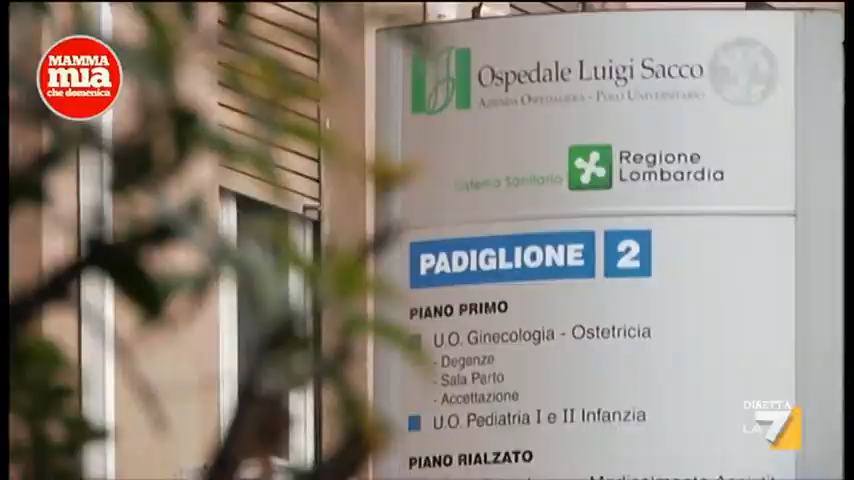 MAMMA
mia
che domenica
Ospedale Luigi Sacco
AZIENDA OSPEDALIERA - POLO UNIVERSITARIO
Sistema Sanitario
Regione
Lombardia
PADIGLIONE 2
PIANO PRIMO
U.O. Ginecologia - Ostetricia
- Degenze
- Sala Parto
- Accettazione
U.O. Pediatria I e II Infanzia
PIANO RIALZATO
DIRETTA
LA7